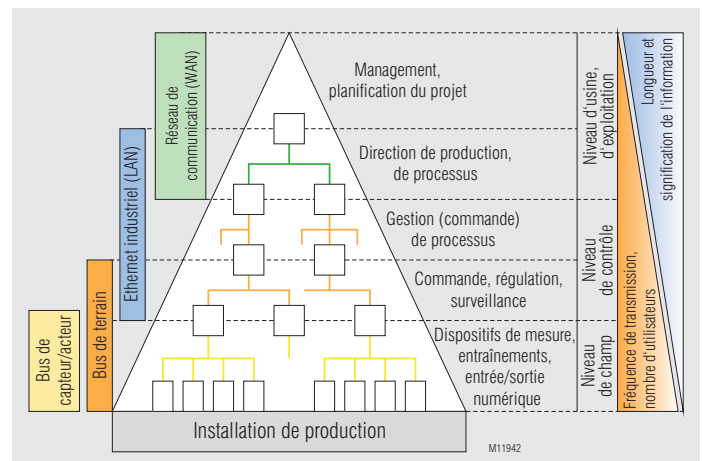 Réseau de
communication (WAN)
Ethernet industriel (LAN)
Bus de terrain
Bus de
capteur/acteur
Management,
planification du projet
Direction de production,
de processus
Gestion (commande)
de processus
Commande, régulation,
surveillance
Dispositifs de mesure,
entraînements,
entrée/sortie
numérique
Niveau d'usine,
d'exploitation
Niveau
de contrôle
Niveau
de champ
Longueur et
signification de l'information
Fréquence de transmission,
nombre d'utilisateurs
Installation de production
M11942